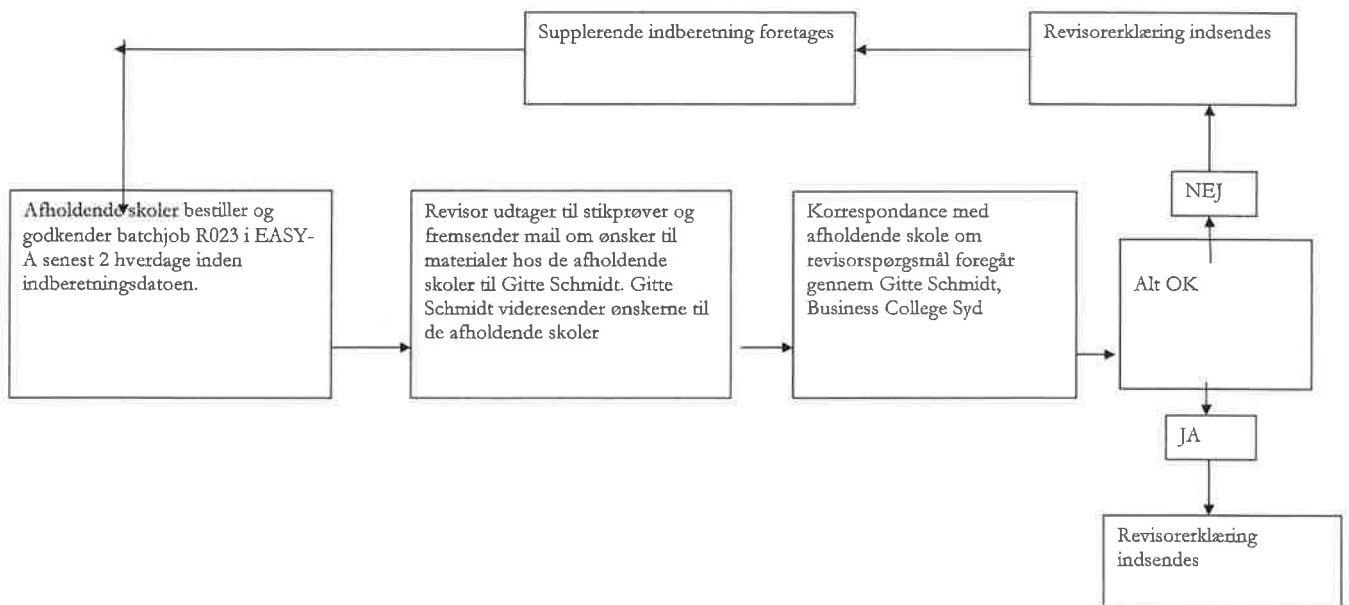 Supplerende indberetning foretages
Revisorerklæring indsendes
NEJ
Afholdende skoler bestiller og
godkender batchjob R023 i EASY-
A senest 2 hverdage inden
indberetningsdatoen.
Revisor udtager til stikprøver og
fremsender mail om ønsker til
materialer hos de afholdende
skoler til Gitte Schmidt. Gitte
Schmidt videresender ønskerne til
de afholdende skoler
Korrespondance med
afholdende skole om
revisorspørgsmål foregår
gennem Gitte Schmidt,
Business College Syd
Alt OK
JA
Revisorerklæring
indsendes